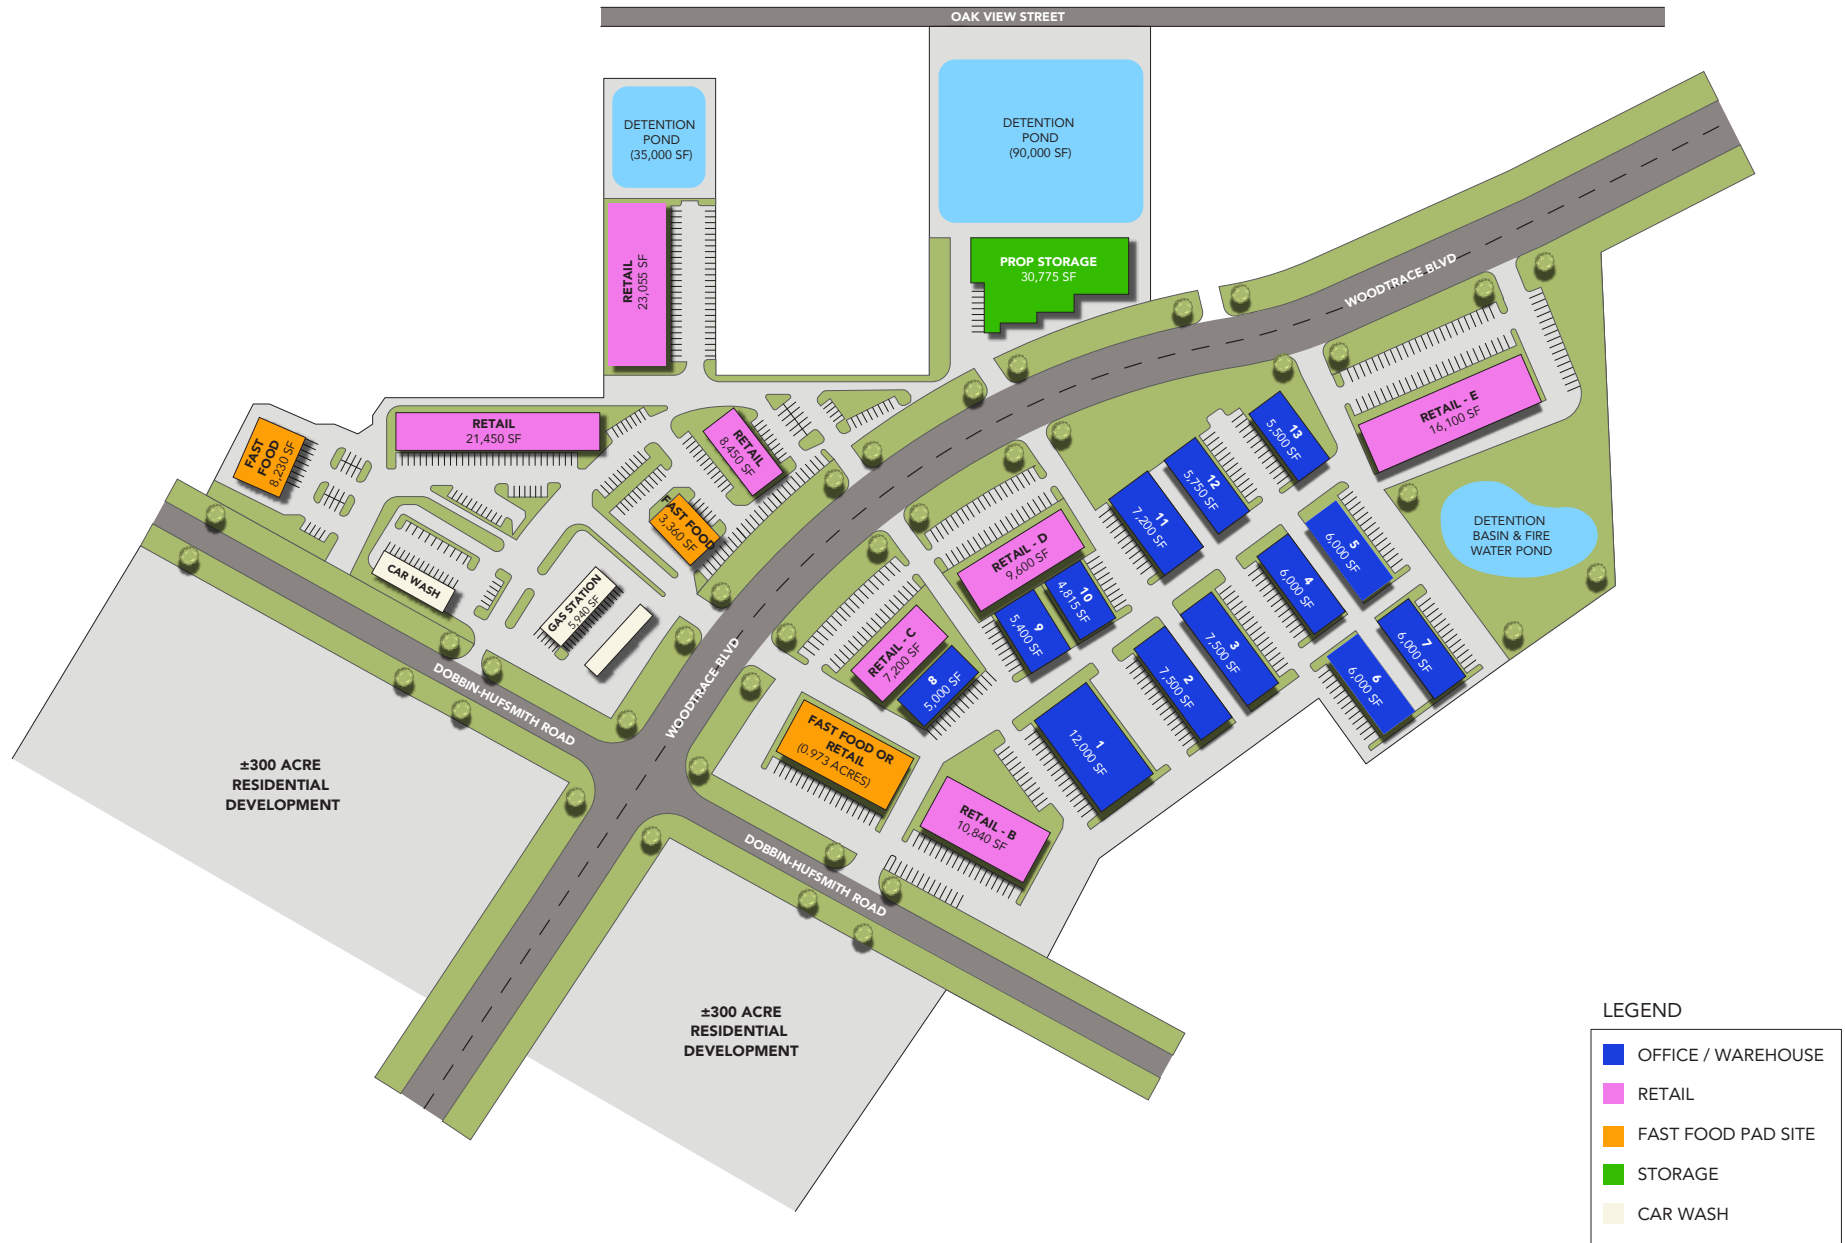 OAK VIEW STREET
DETENTION
POND
(35,000 SF)
DETENTION
POND
(90,000 SF)
RETAIL
23,055 SF
PROP STORAGE
30,775 SF
WOODTRACE BLVD
RETAIL - E
16,100 SF
RETAIL
21,450 SF
RETAIL
8,450 SF
FAST
FOOD
8,230 SF
FAST FOOD
3,360 SF
13
5,500 SF
12
5,750 SF
11
7,200 SF
DETENTION
BASIN & FIRE
WATER POND
5
6,000 SF
4
6,000 SF
RETAIL - D
9,600 SF
10
4,815 SF
9
5,400 SF
3
7,500 SF
2
7,500 SF
7
6,000 SF
6
6,000 SF
CAR WASH
GAS STATION
5,940 SF
RETAIL - C
7,200 SF
8
5,000 SF
WOODTRACE BLVD
DOBBIN-HUFSMITH ROAD
FAST FOOD OR
RETAIL
(0.973 ACRES)
1
12,000 SF
RETAIL - B
10,840 SF
DOBBIN-HUFSMITH ROAD
±300 ACRE
RESIDENTIAL
DEVELOPMENT
±300 ACRE
RESIDENTIAL
DEVELOPMENT
LEGEND
OFFICE / WAREHOUSE
RETAIL
FAST FOOD PAD SITE
STORAGE
CAR WASH